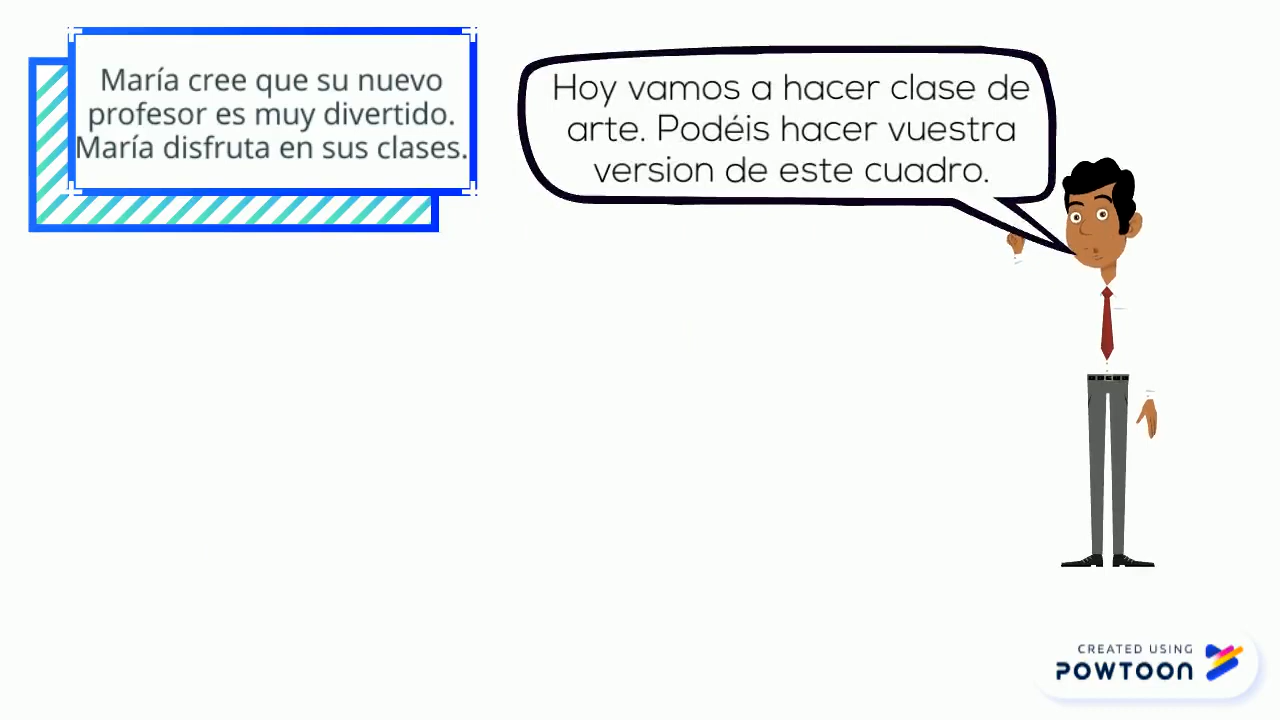 María cree que su nuevo
profesor es muy divertido.
María disfruta en sus clases.
Hoy vamos a hacer clase de
arte. Podéis hacer vuestra
version de este cuadro.
CREATED USING
POWTOON